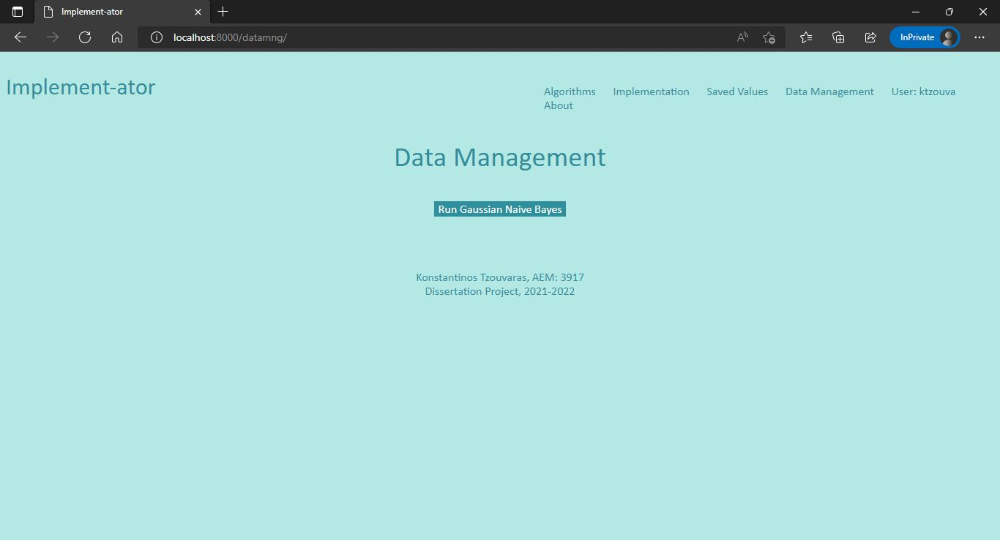 Implement-ator
localhost:8000/datamng/
InPrivate
Implement-ator
Algorithms Implementation Saved Values Data Management User: ktzouva
About
Data Management
Run Gaussian Naive Bayes
Konstantinos Tzouvaras, AEM: 3917
Dissertation Project, 2021-2022